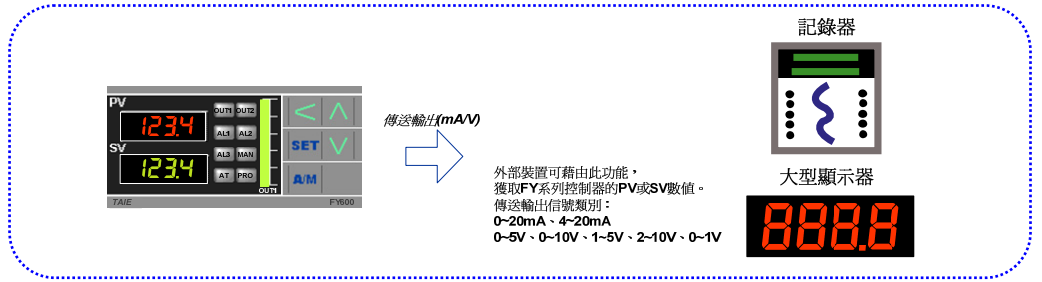 PV
123.4
SV
123.4
OUT1 OUT2
AL1 AL2
AL3 MAN
AT PRO
OUT1
SET
A/M
TAIE
FY600
傳送輸出(mA/V)
外部裝置可藉由此功能，
獲取FY系列控制器的PV或SV數值。
傳送輸出信號類別：
0~20mA、4~20mA
0~5V、0~10V、1~5V、2~10V、0~1V
記錄器
大型顯示器
888.8